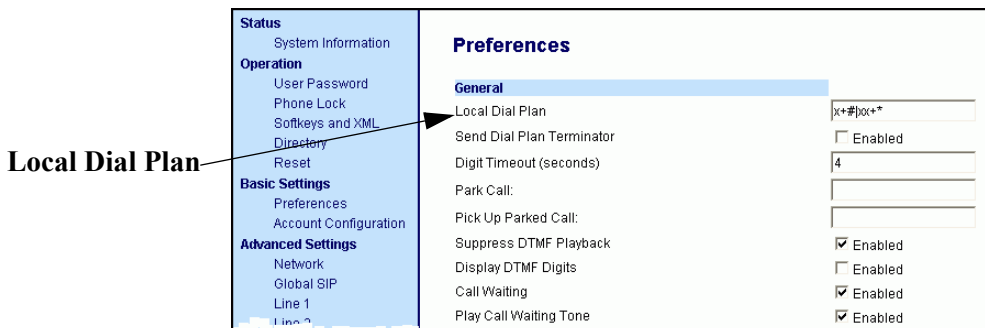 Local Dial Plan
Status
System Information
Operation
User Password
Phone Lock
Softkeys and XML
Directory
Reset
Basic Settings
Preferences
Account Configuration
Advanced Settings
Network
Global SIP
Line 1
Line 2
Preferences
General
Local Dial Plan x+#|xx+*
Send Dial Plan Terminator Enabled
Digit Timeout (seconds) 4
Park Call:
Pick Up Parked Call:
Suppress DTMF Playback Enabled
Display DTMF Digits Enabled
Call Waiting Enabled
Play Call Waiting Tone Enabled